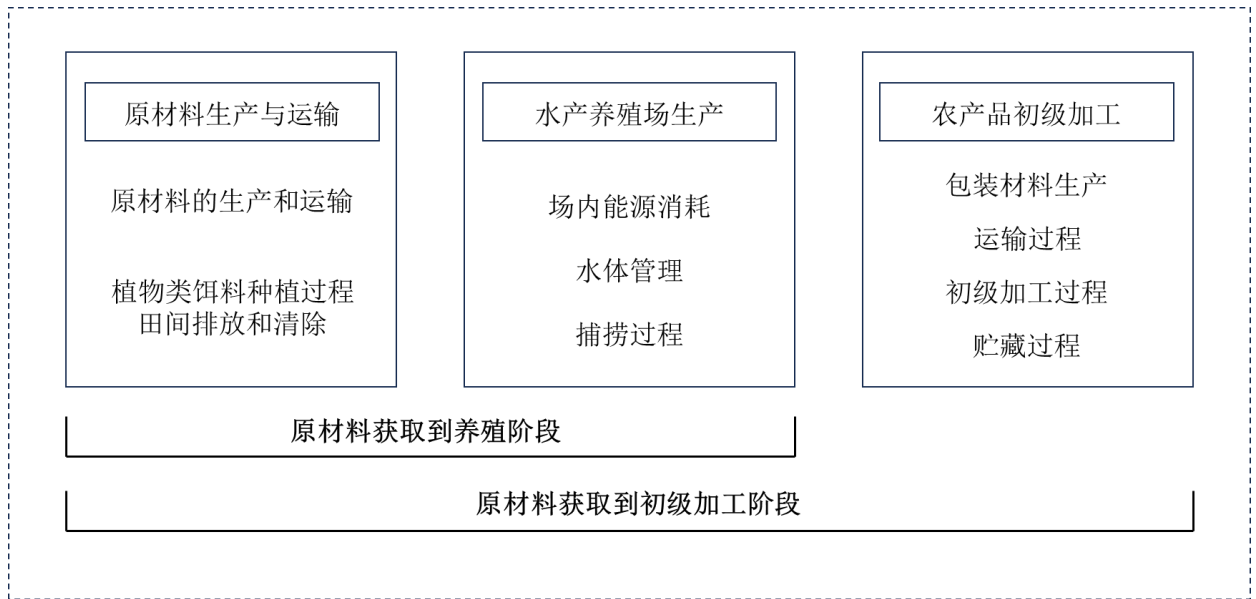 原材料生产与运输
原材料的生产和运输
植物类饵料种植过程
田间排放和清除
水产养殖场生产
场内能源消耗
水体管理
捕捞过程
农产品初级加工
包装材料生产
运输过程
初级加工过程
贮藏过程
原材料获取到养殖阶段
原材料获取到初级加工阶段